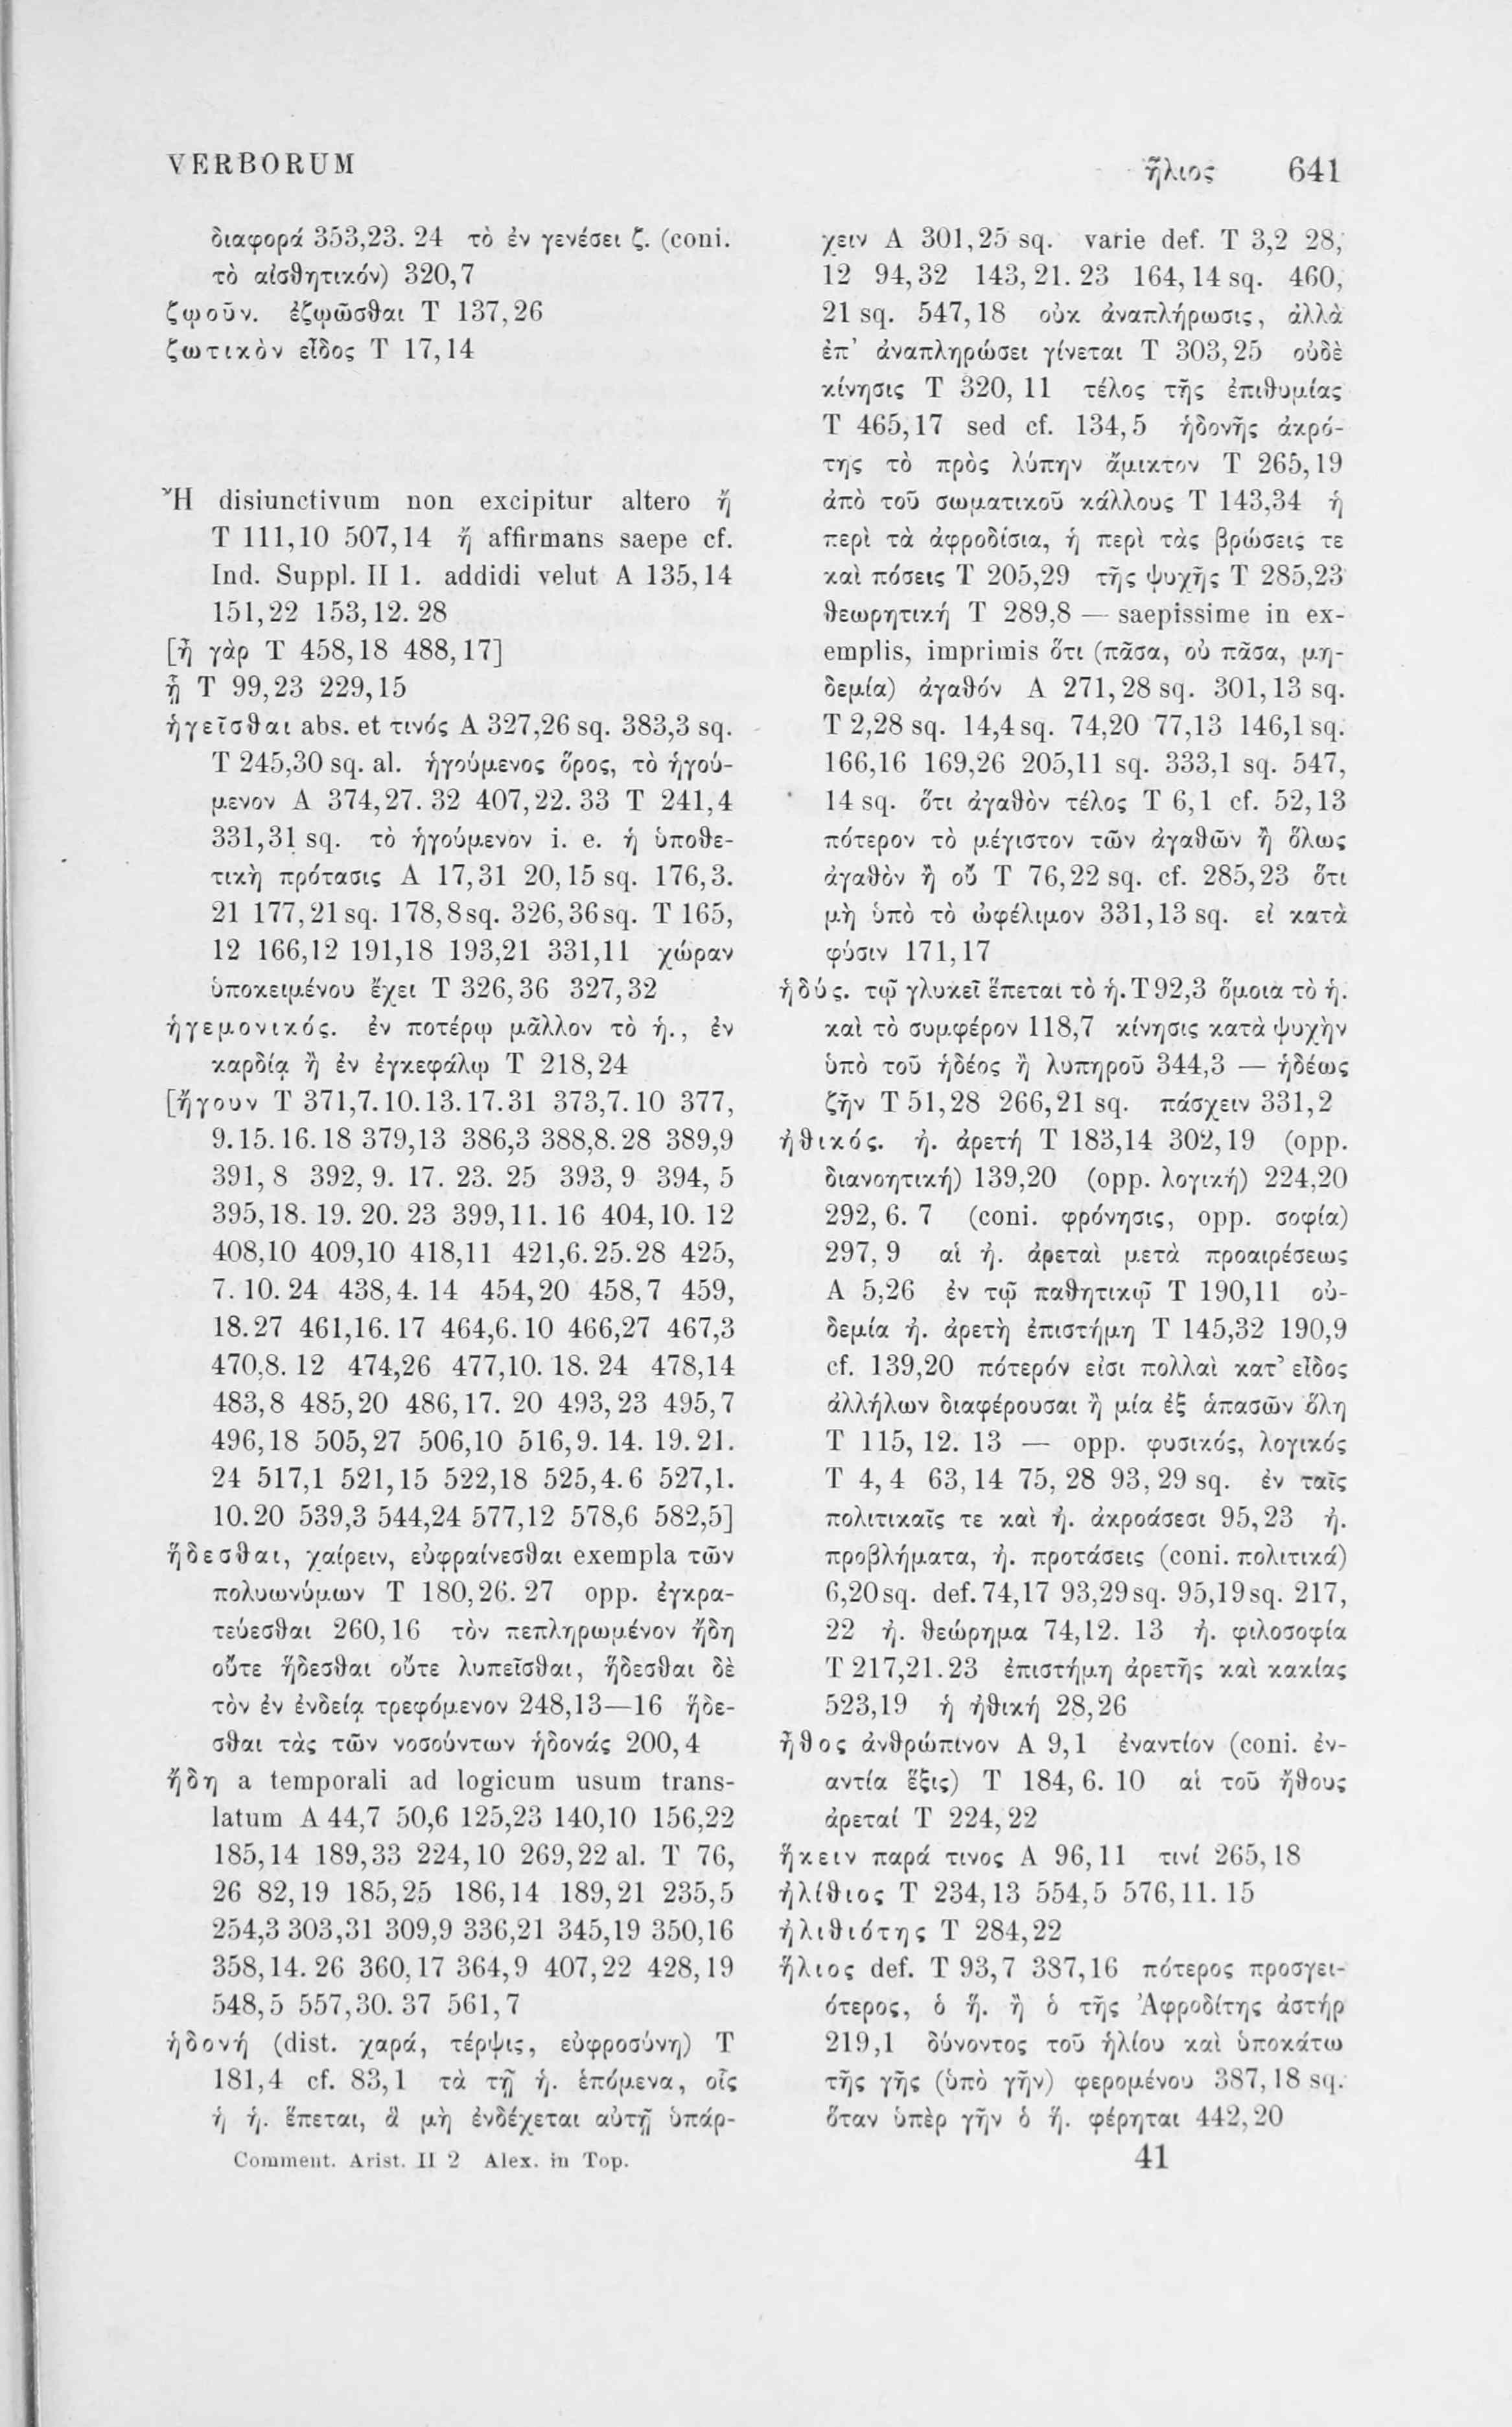 VERBORUM
ἥλιος 641
διαφορά 353,23. 24 τὸ ἐν γενέσει ζ. (coni.
τὸ αἰσθητικόν) 320,7
ζῳοῦν. ἐζῳῶσθαι T 137,26
ζωτικὸν εἶδος T 17,14
Ἢ disiunctivum non excipitur altero ἤ
T 111,10 507,14 ἤ affirmans saepe cf.
Ind. Suppl. II 1. addidi velut A 135,14
151,22 153,12. 28
[ἦ γὰρ T 458,18 488,17]
ᾗ T 99,23 229,15
ἡγεῖσθαι abs. et τινός A 327,26 sq. 383,3 sq.
T 245,30 sq. al. ἡγούμενος ὅρος, τὸ ἡγού-
μενον A 374,27. 32 407,22. 33 T 241,4
331,31 sq. τὸ ἡγούμενον i. e. ἡ ὑποθε-
τικὴ πρότασις A 17,31 20,15 sq. 176,3.
21 177,21 sq. 178,8 sq. 326,36 sq. T 165,
12 166,12 191,18 193,21 331,11 χώραν
ὑποκειμένου ἔχει T 326,36 327,32
ἡγεμονικός. ἐν ποτέρῳ μᾶλλον τὸ ἡ., ἐν
καρδίᾳ ἢ ἐν ἐγκεφάλῳ T 218,24
[ἤγουν T 371,7.10.13.17.31 373,7.10 377,
9.15.16.18 379,13 386,3 388,8.28 389,9
391, 8 392, 9. 17. 23. 25 393, 9 394, 5
395,18. 19. 20. 23 399,11. 16 404,10. 12
408,10 409,10 418,11 421,6.25.28 425,
7. 10. 24 438,4. 14 454,20 458,7 459,
18.27 461,16.17 464,6.10 466,27 467,3
470,8. 12 474,26 477,10. 18. 24 478,14
483,8 485,20 486,17. 20 493,23 495,7
496,18 505,27 506,10 516,9. 14. 19. 21.
24 517,1 521,15 522,18 525,4.6 527,1.
10.20 539,3 544,24 577,12 578,6 582,5]
ἥδεσθαι, χαίρειν, εὐφραίνεσθαι exempla τῶν
πολυωνύμων T 180,26. 27 opp. ἐγκρα-
τεύεσθαι 260,16 τὸν πεπληρωμένον ἤδη
οὔτε ἥδεσθαι οὔτε λυπεῖσθαι, ἥδεσθαι δὲ
τὸν ἐν ἐνδείᾳ τρεφόμενον 248,13—16 ἥδε-
σθαι τὰς τῶν νοσούντων ἡδονάς 200,4
ἤδη a temporali ad logicum usum trans-
latum A 44,7 50,6 125,23 140,10 156,22
185,14 189,33 224,10 269,22 al. T 76,
26 82,19 185,25 186,14 189,21 235,5
254,3 303,31 309,9 336,21 345,19 350,16
358,14. 26 360,17 364,9 407,22 428,19
548,5 557,30. 37 561,7
ἡδονή (dist. χαρά, τέρψις, εὐφροσύνη) T
181,4 cf. 83,1 τὰ τῇ ἡ. ἑπόμενα, οἷς
ἡ ἡ. ἕπεται, ἃ μὴ ἐνδέχεται αὐτῇ ὑπάρ-
Comment. Arist. II 2 Alex. in Top.
χειν A 301,25 sq. varie def. T 3,2 28,
12 94,32 143,21. 23 164,14 sq. 460,
21 sq. 547,18 οὐκ ἀναπλήρωσις, ἀλλὰ
ἐπ’ ἀναπληρώσει γίνεται T 303,25 οὐδὲ
κίνησις T 320, 11 τέλος τῆς ἐπιθυμίας
T 465,17 sed cf. 134,5 ἡδονῆς ἀκρό-
της τὸ πρὸς λύπην ἄμικτον T 265,19
ἀπὸ τοῦ σωματικοῦ κάλλους T 143,34 ἡ
περὶ τὰ ἀφροδίσια, ἡ περὶ τὰς βρώσεις τε
καὶ πόσεις T 205,29 τῆς ψυχῆς T 285,23
θεωρητική T 289,8 — saepissime in ex-
emplis, imprimis ὅτι (πᾶσα, οὐ πᾶσα, μη-
δεμία) ἀγαθόν A 271,28 sq. 301,13 sq.
T 2,28 sq. 14,4 sq. 74,20 77,13 146,1 sq.
166,16 169,26 205,11 sq. 333,1 sq. 547,
14 sq. ὅτι ἀγαθὸν τέλος T 6,1 cf. 52,13
πότερον τὸ μέγιστον τῶν ἀγαθῶν ἢ ὅλως
ἀγαθὸν ἢ οὔ T 76,22 sq. cf. 285,23 ὅτι
μὴ ὑπὸ τὸ ὠφέλιμον 331,13 sq. εἰ κατὰ
φύσιν 171,17
ἡδύς. τῷ γλυκεῖ ἕπεται τὸ ἡ. T 92,3 ὅμοια τὸ ἡ.
καὶ τὸ συμφέρον 118,7 κίνησις κατὰ ψυχὴν
ὑπὸ τοῦ ἡδέος ἢ λυπηροῦ 344,3 — ἡδέως
ζῆν T 51,28 266,21 sq. πάσχειν 331,2
ἠθικός. ἠ. ἀρετή T 183,14 302,19 (opp.
διανοητική) 139,20 (opp. λογική) 224,20
292, 6. 7 (coni. φρόνησις, opp. σοφία)
297, 9 αἱ ἠ. ἀρεταὶ μετὰ προαιρέσεως
A 5,26 ἐν τῷ παθητικῷ T 190,11 οὐ-
δεμία ἠ. ἀρετὴ ἐπιστήμη T 145,32 190,9
cf. 139,20 πότερόν εἰσι πολλαὶ κατ’ εἶδος
ἀλλήλων διαφέρουσαι ἢ μία ἐξ ἁπασῶν ὅλη
T 115, 12. 13 — opp. φυσικός, λογικός
T 4, 4 63, 14 75, 28 93, 29 sq. ἐν ταῖς
πολιτικαῖς τε καὶ ἠ. ἀκροάσεσι 95,23 ἠ.
προβλήματα, ἠ. προτάσεις (coni. πολιτικά)
6,20 sq. def. 74,17 93,29 sq. 95,19 sq. 217,
22 ἠ. θεώρημα 74,12. 13 ἠ. φιλοσοφία
T 217,21.23 ἐπιστήμη ἀρετῆς καὶ κακίας
523,19 ἡ ἠθική 28,26
ἦθος ἀνθρώπινον A 9,1 ἐναντίον (coni. ἐν-
αντία ἕξις) T 184, 6. 10 αἱ τοῦ ἤθους
ἀρεταί T 224,22
ἥκειν παρά τινος A 96,11 τινί 265,18
ἠλίθιος T 234,13 554,5 576,11. 15
ἠλιθιότης T 284,22
ἥλιος def. T 93,7 387,16 πότερος προσγει-
ότερος, ὁ ἥ. ἢ ὁ τῆς Ἀφροδίτης ἀστήρ
219,1 δύνοντος τοῦ ἡλίου καὶ ὑποκάτω
τῆς γῆς (ὑπὸ γῆν) φερομένου 387,18 sq.
ὅταν ὑπὲρ γῆν ὁ ἥ. φέρηται 442,20
41